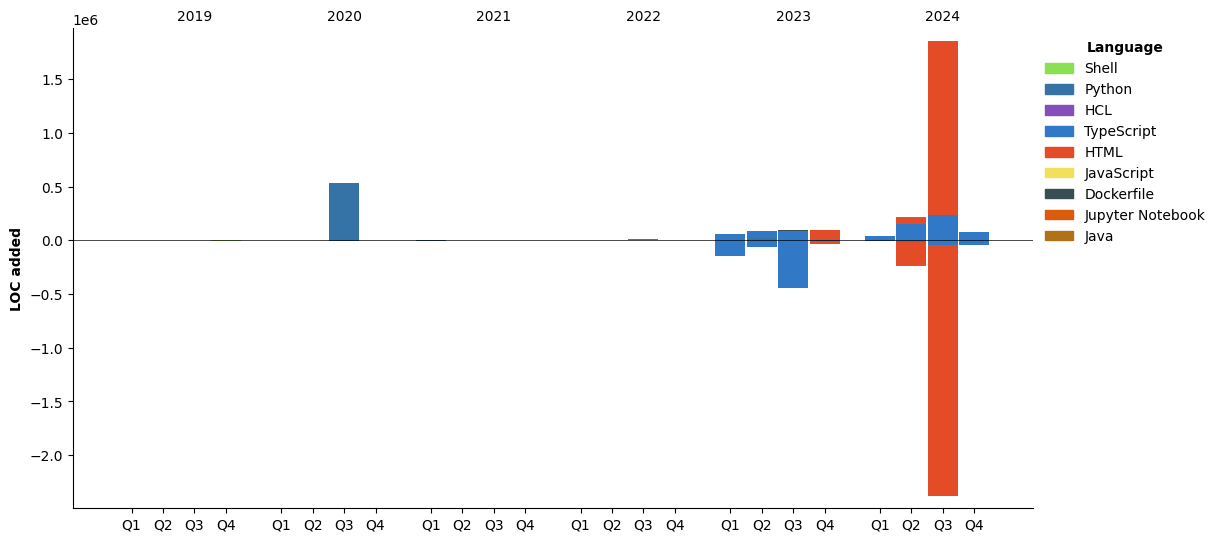 1e6
2019 2020 2021 2022 2023 2024
Language
Shell
Python
HCL
TypeScript
HTML
JavaScript
Dockerfile
Jupyter Notebook
Java
LOC added
1.5
1.0
0.5
0.0
−0.5
−1.0
−1.5
−2.0
Q1 Q2 Q3 Q4 Q1 Q2 Q3 Q4 Q1 Q2 Q3 Q4 Q1 Q2 Q3 Q4 Q1 Q2 Q3 Q4 Q1 Q2 Q3 Q4